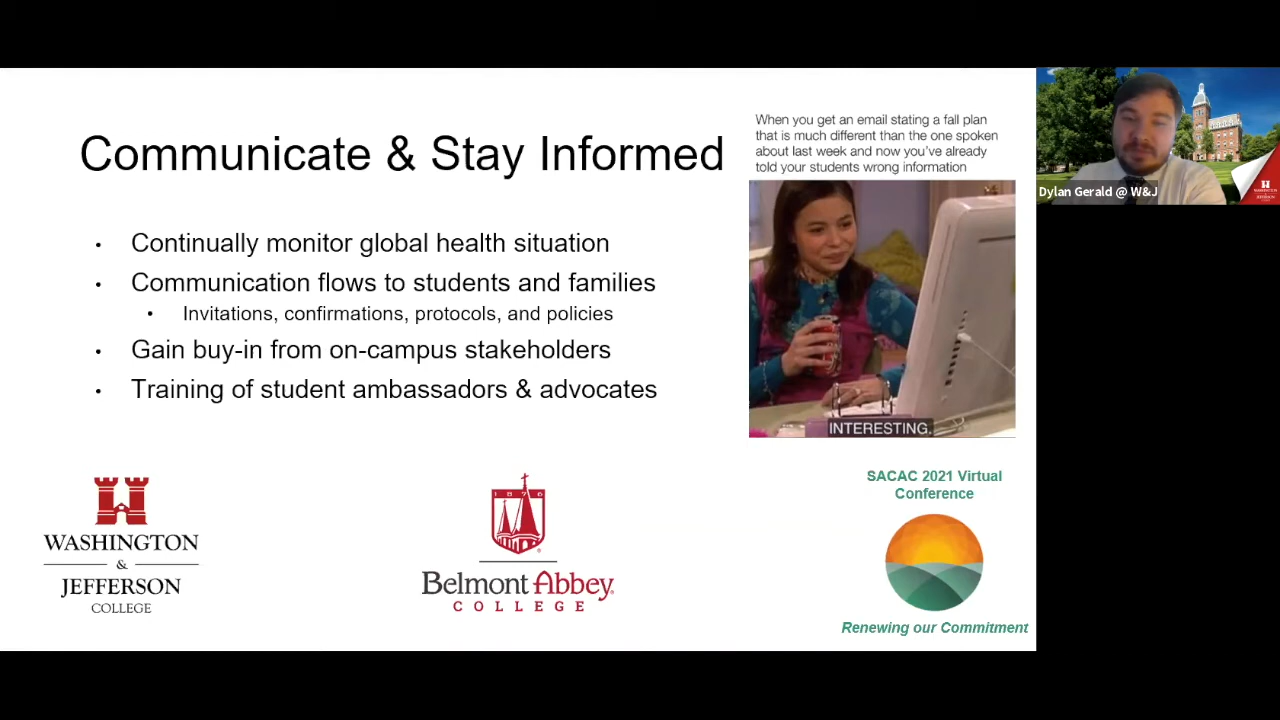 Communicate & Stay Informed
• Continually monitor global health situation
• Communication flows to students and families
• Invitations, confirmations, protocols, and policies
• Gain buy-in from on-campus stakeholders
• Training of student ambassadors & advocates
When you get an email stating a fall plan
that is much different than the one spoken
about last week and now you've already
told your students wrong information
INTERESTING.
WASHINGTON
&
JEFFERSON
COLLEGE
1876
Belmont Abbey®
COLLEGE
SACAC 2021 Virtual
Conference
Renewing our Commitment
Dylan Gerald @ W&J